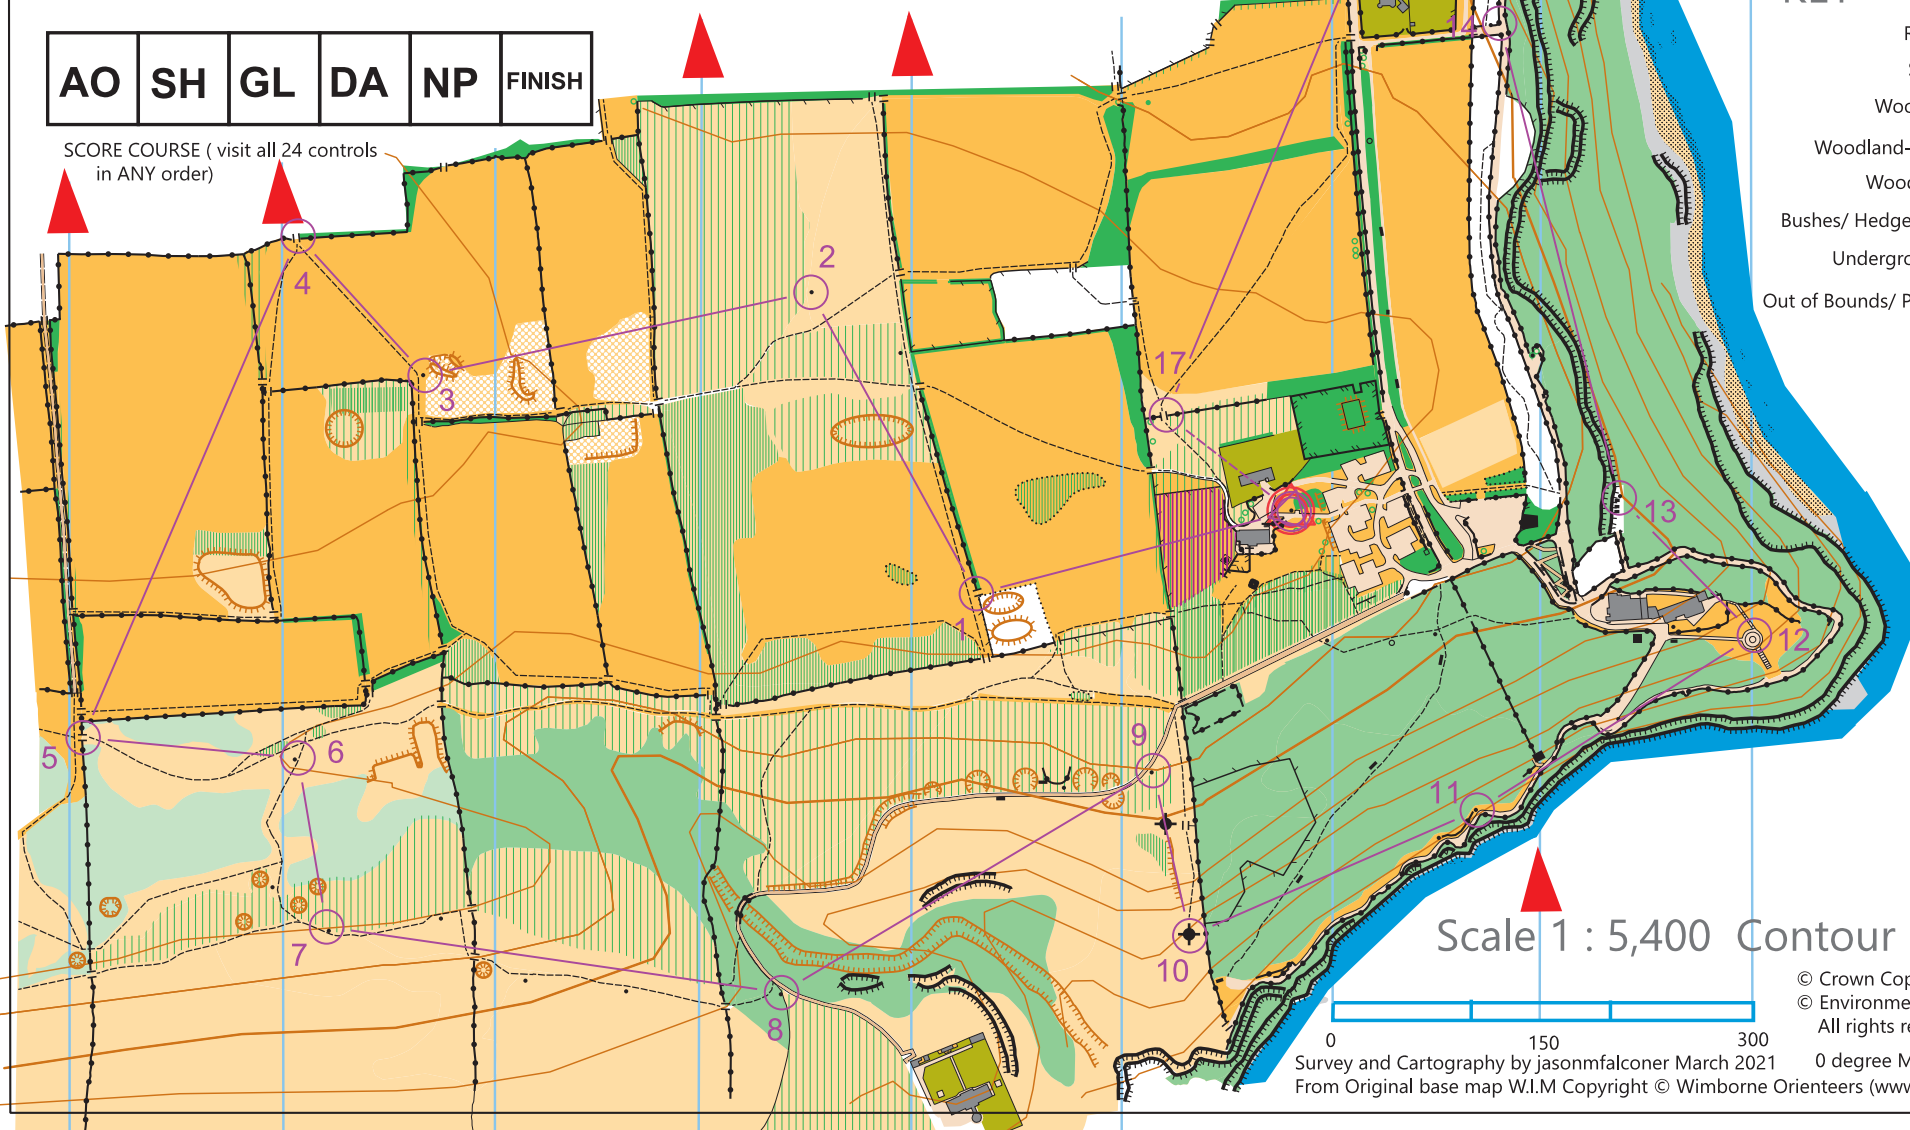 AO SH GL DA NP FINISH
SCORE COURSE ( visit all 24 controls
in ANY order)
14
Woodland-
Bushes/ Hedge
Out of Bounds/ P
2
4
3
17
13
1
12
5
6
9
11
7
10
8
Scale 1 : 5,400 Contour
© Crown Cop
© Environme
All rights re
0 150 300
Survey and Cartography by jasonmfalconer March 2021 0 degree M
From Original base map W.I.M Copyright © Wimborne Orienteers (www